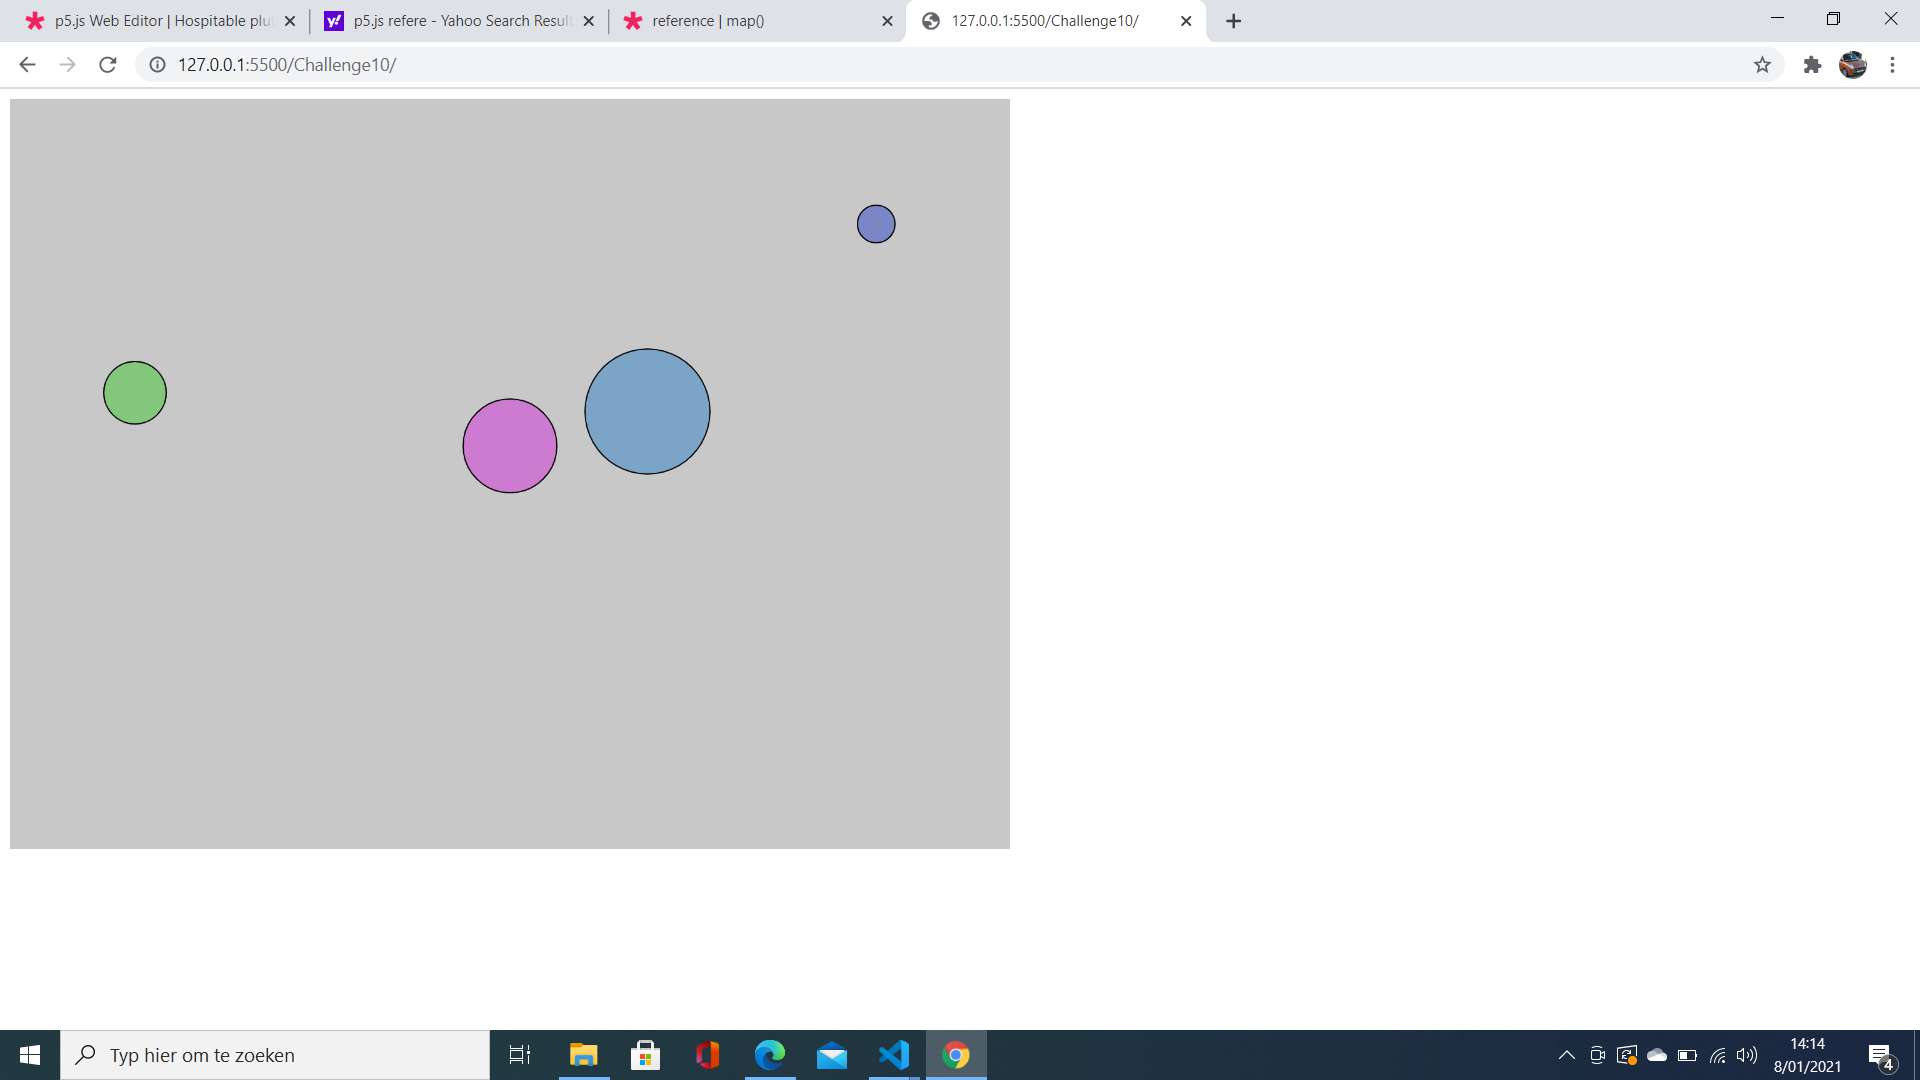 p5.js Web Editor | Hospitable plu
p5.js refere - Yahoo Search Result
reference | map()
127.0.0.1:5500/Challenge10/
127.0.0.1:5500/Challenge10/
Typ hier om te zoeken
14:14
8/01/2021
4